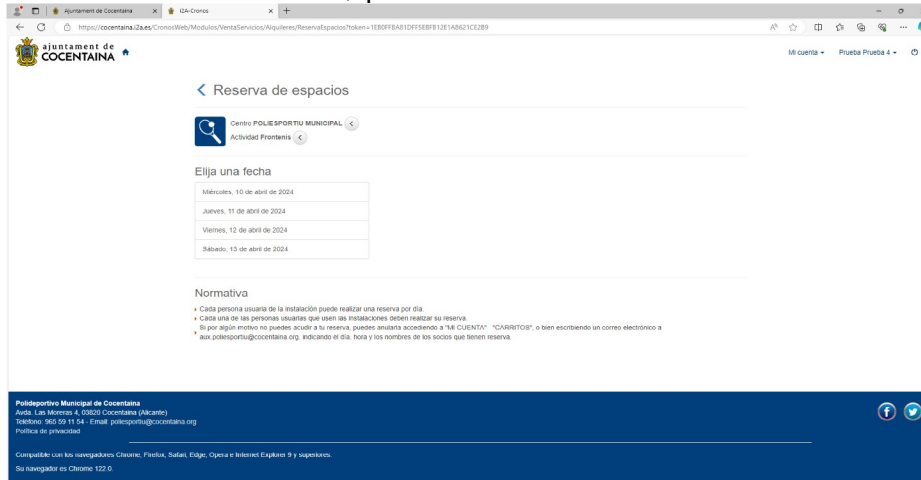 Ajuntament de Cocentaina
i2A-Cronos
https://cocentaina.i2a.es/CronosWeb/Modulos/VentaServicios/Alquileres/ReservaEspacios?token=1EB0FFBA81DFF5EBFB12E1A8621CE2B9
ajuntament de
COCENTAINA
Mi cuenta
Prueba Prueba 4
Reserva de espacios
Centro POLIESPORTIU MUNICIPAL
Actividad Frontenis
Elija una fecha
Miércoles, 10 de abril de 2024
Jueves, 11 de abril de 2024
Viernes, 12 de abril de 2024
Sábado, 13 de abril de 2024
Normativa
Cada persona usuaria de la instalación puede realizar una reserva por día.
Cada una de las personas usuarias que usen las instalaciones deben realizar su reserva.
Si por algún motivo no puedes acudir a tu reserva, puedes anularla accediendo a "MI CUENTA" "CARRITOS", o bien escribiendo un correo electrónico a
aux.poliesportiu@cocentaina.org, indicando el día, hora y los nombres de los socios que tienen reserva.
Polideportivo Municipal de Cocentaina
Avda. Las Moreras 4, 03820 Cocentaina (Alicante)
Teléfono: 965 59 11 54 - Email: poliesportiu@cocentaina.org
Política de privacidad
Compatible con los navegadores Chrome, Firefox, Safari, Edge, Opera e Internet Explorer 9 y superiores.
Su navegador es Chrome 122.0.